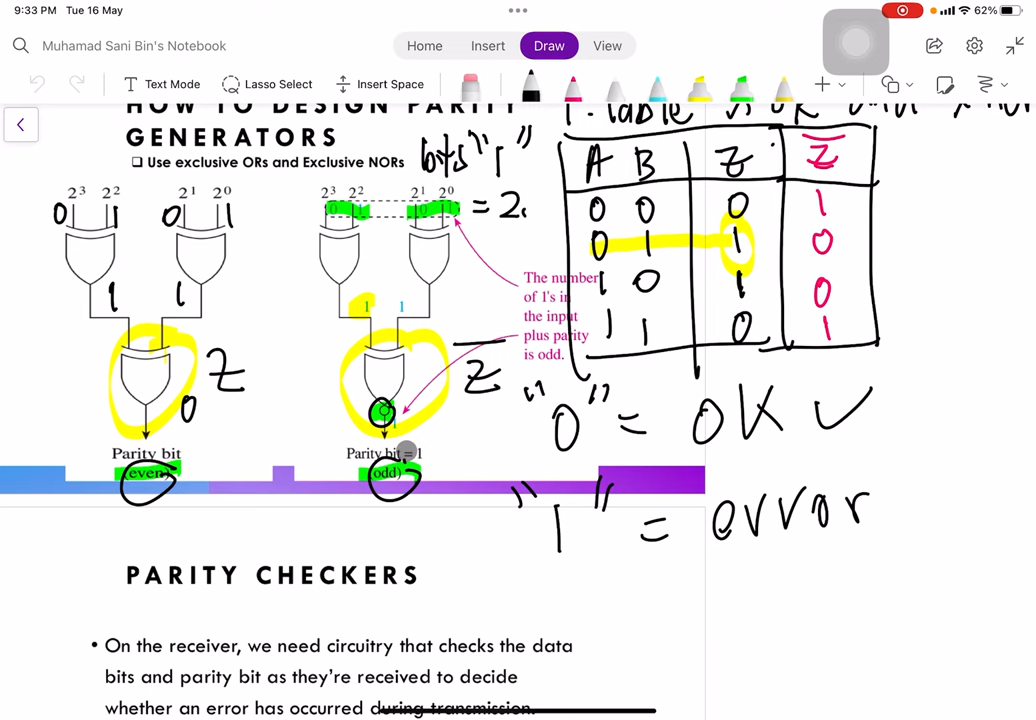 9:33 PM Tue 16 May
62%
Muhamad Sani Bin's Notebook
Home Insert Draw View
Text Mode Lasso Select Insert Space
HOW TO DESIGN PARITY
GENERATORS
❑ Use exclusive ORs and Exclusive NORs
bits "1"
= 2.
2³ 2² 2¹ 2⁰
0 1 0 1
1 1
Z
0
Parity bit
(even)
2³ 2² 2¹ 2⁰
0 1 0 1
1 1
Z̅
1
Parity bit = 1
(odd)
The number
of 1's in
the input
plus parity
is odd.
T. Table
A B Z Z̅
0 0 0 1
0 1 1 0
1 0 1 0
1 1 0 1
"0" = OK ✓
"1" = error
PARITY CHECKERS
• On the receiver, we need circuitry that checks the data
bits and parity bit as they're received to decide
whether an error has occurred during transmission.